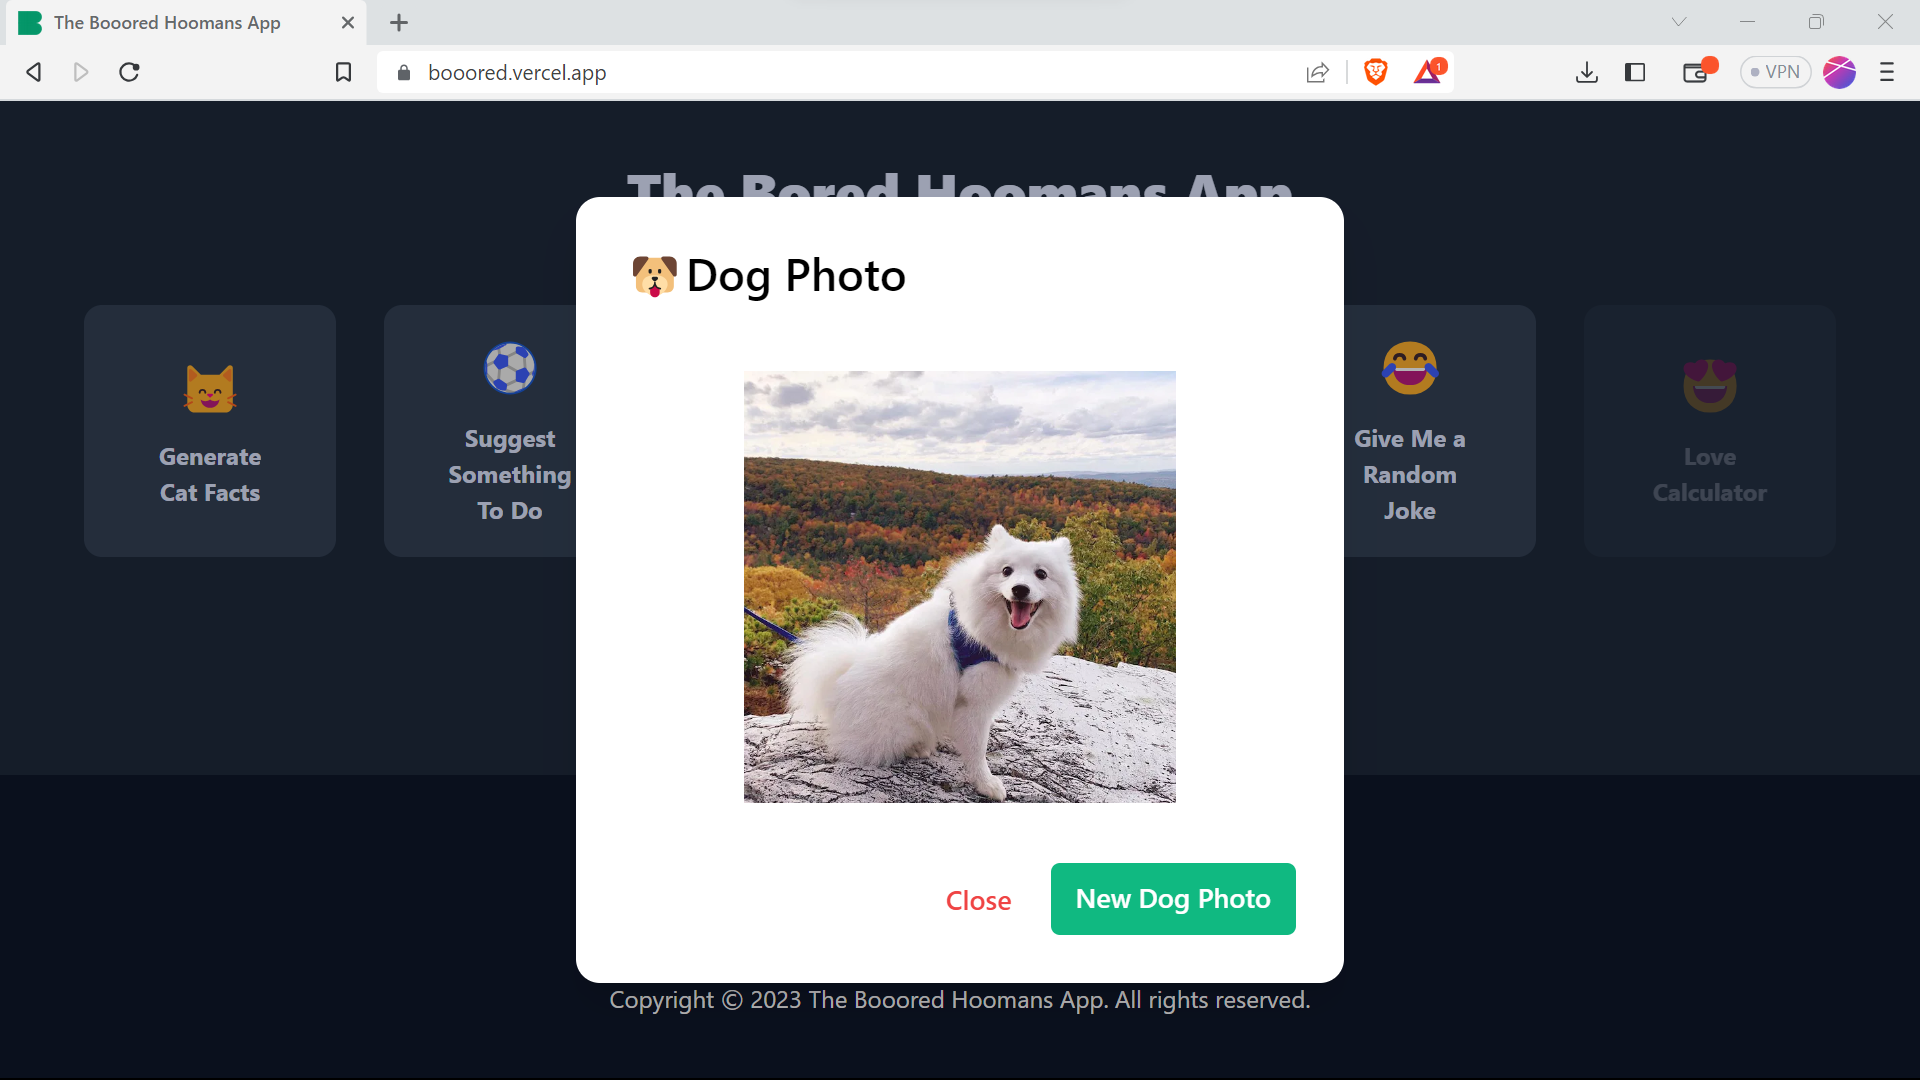 The Booored Hoomans App
booored.vercel.app
1
VPN
The Bored Hoomans App
Dog Photo
Generate
Cat Facts
Suggest
Something
To Do
Give Me a
Random
Joke
Love
Calculator
Close
New Dog Photo
Copyright © 2023 The Booored Hoomans App. All rights reserved.